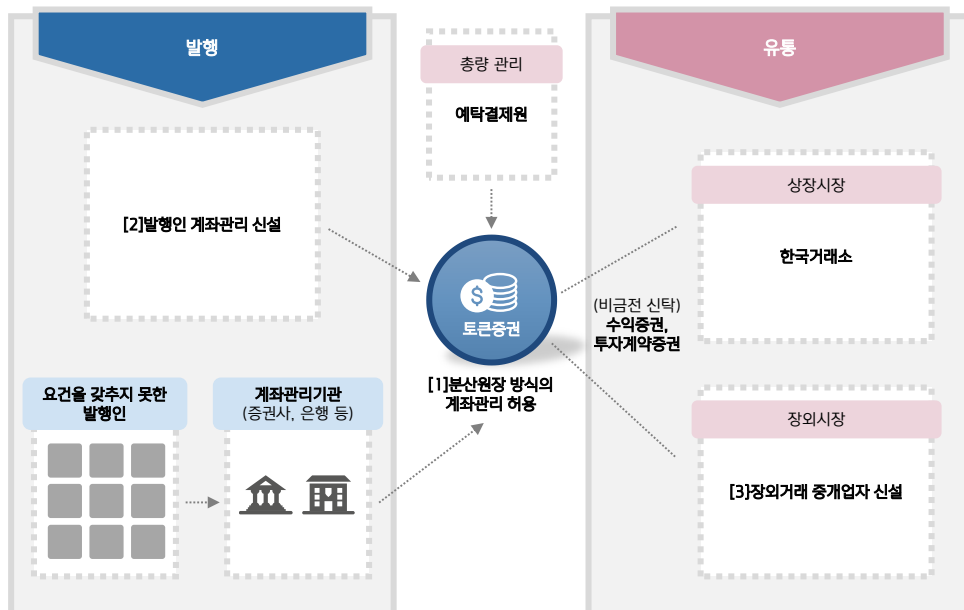 발행
[2]발행인 계좌관리 신설
요건을 갖추지 못한
발행인
계좌관리기관
(증권사, 은행 등)
총량 관리
예탁결제원
$
토큰증권
[1]분산원장 방식의
계좌관리 허용
(비금전 신탁)
수익증권,
투자계약증권
유통
상장시장
한국거래소
장외시장
[3]장외거래 중개업자 신설